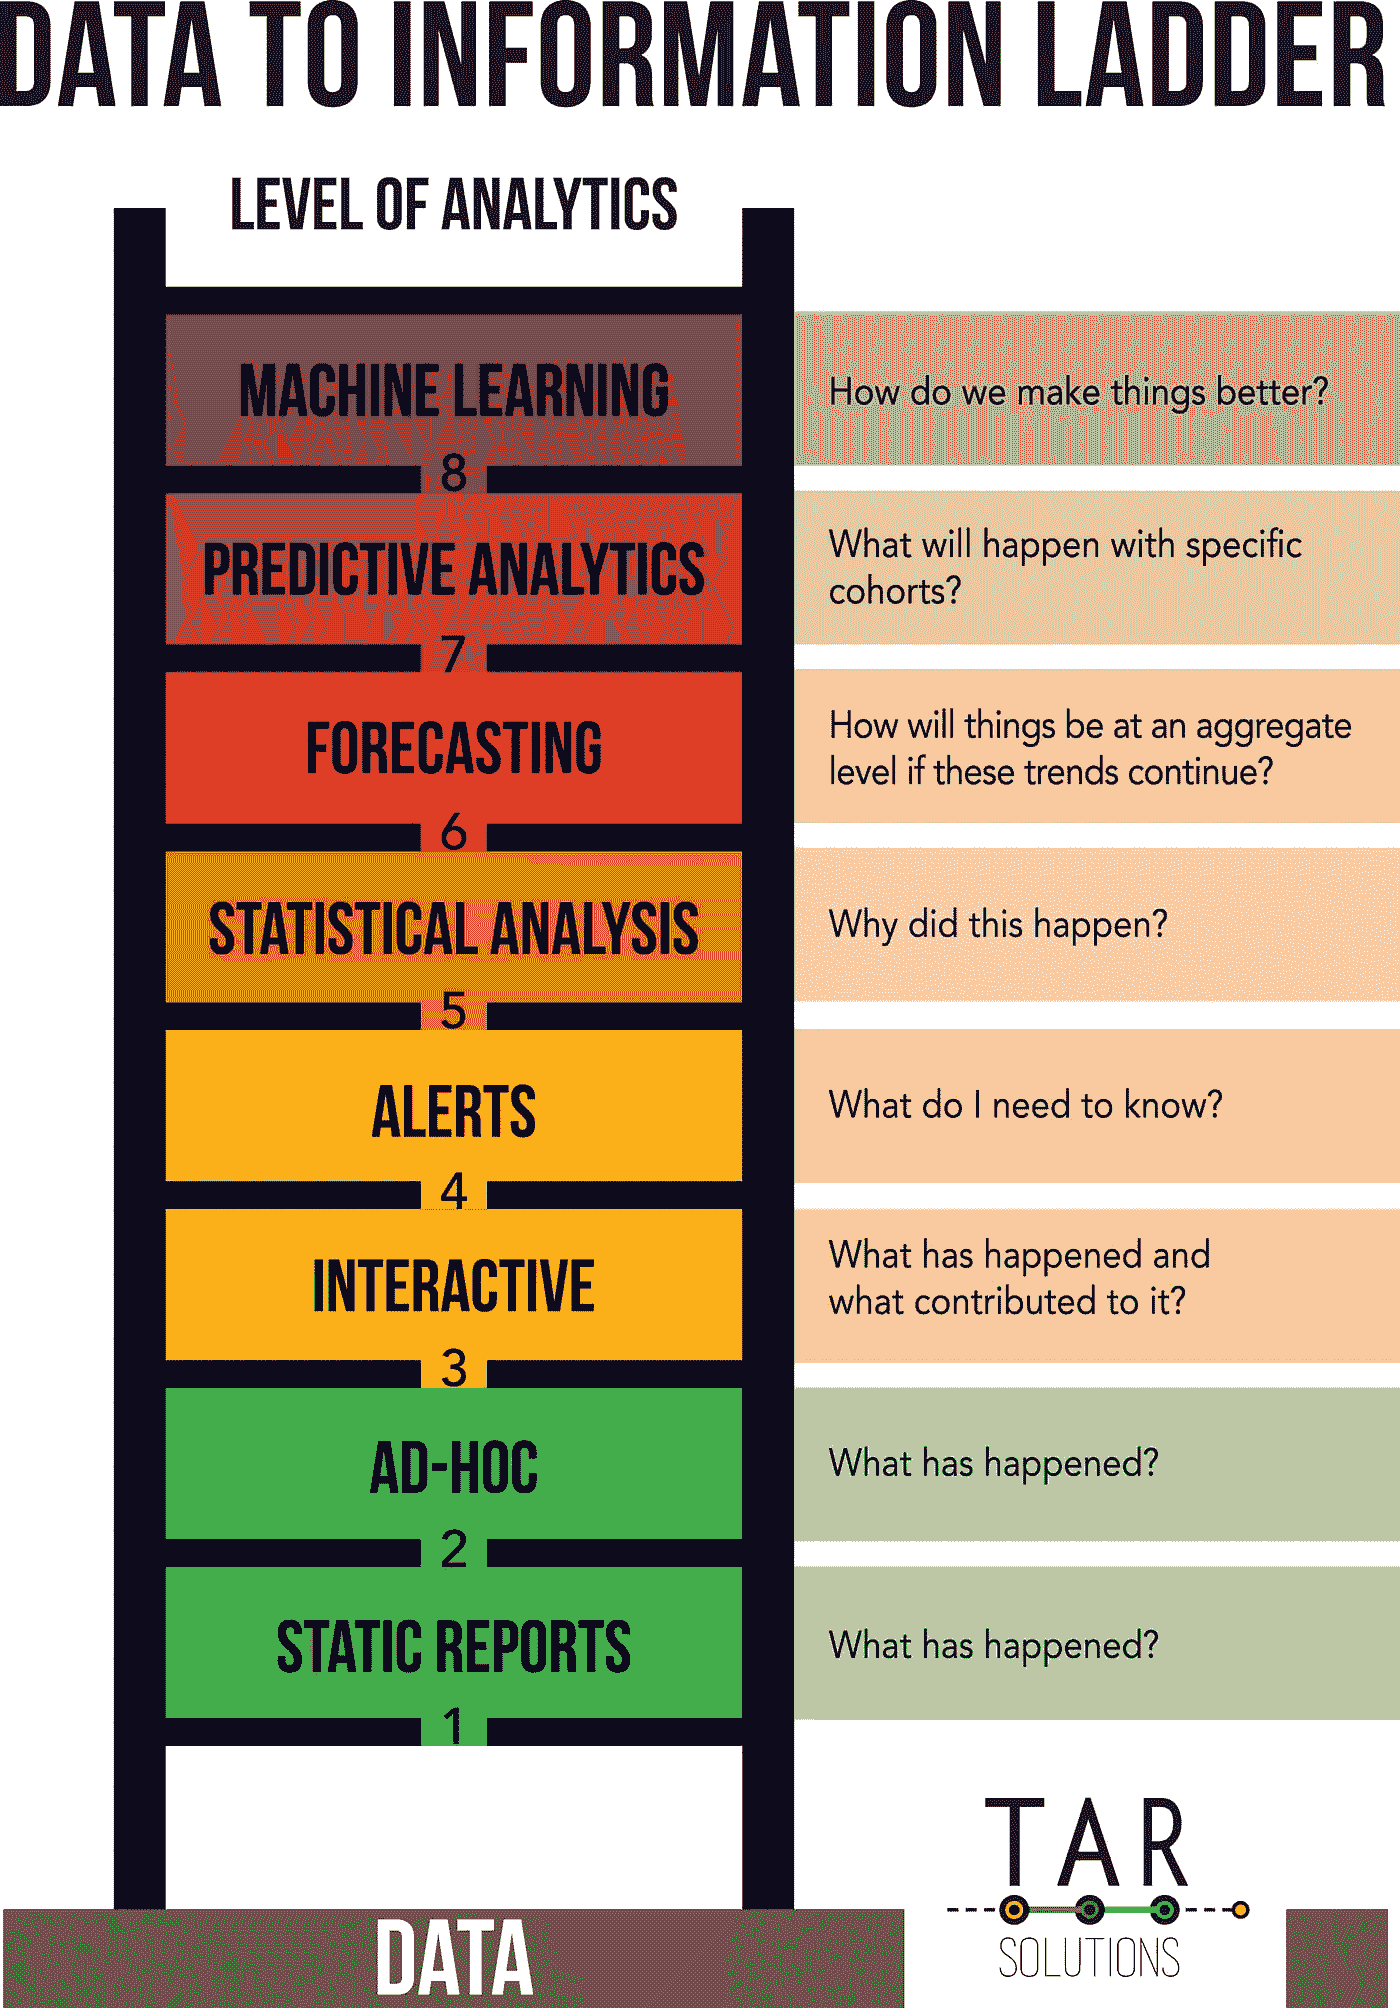 DATA TO INFORMATION LADDER
LEVEL OF ANALYTICS
MACHINE LEARNING
How do we make things better?
8
PREDICTIVE ANALYTICS
What will happen with specific
cohorts?
7
FORECASTING
How will things be at an aggregate
level if these trends continue?
6
STATISTICAL ANALYSIS
Why did this happen?
5
ALERTS
What do I need to know?
4
INTERACTIVE
What has happened and
what contributed to it?
3
AD-HOC
What has happened?
2
STATIC REPORTS
What has happened?
1
DATA
TAR
SOLUTIONS